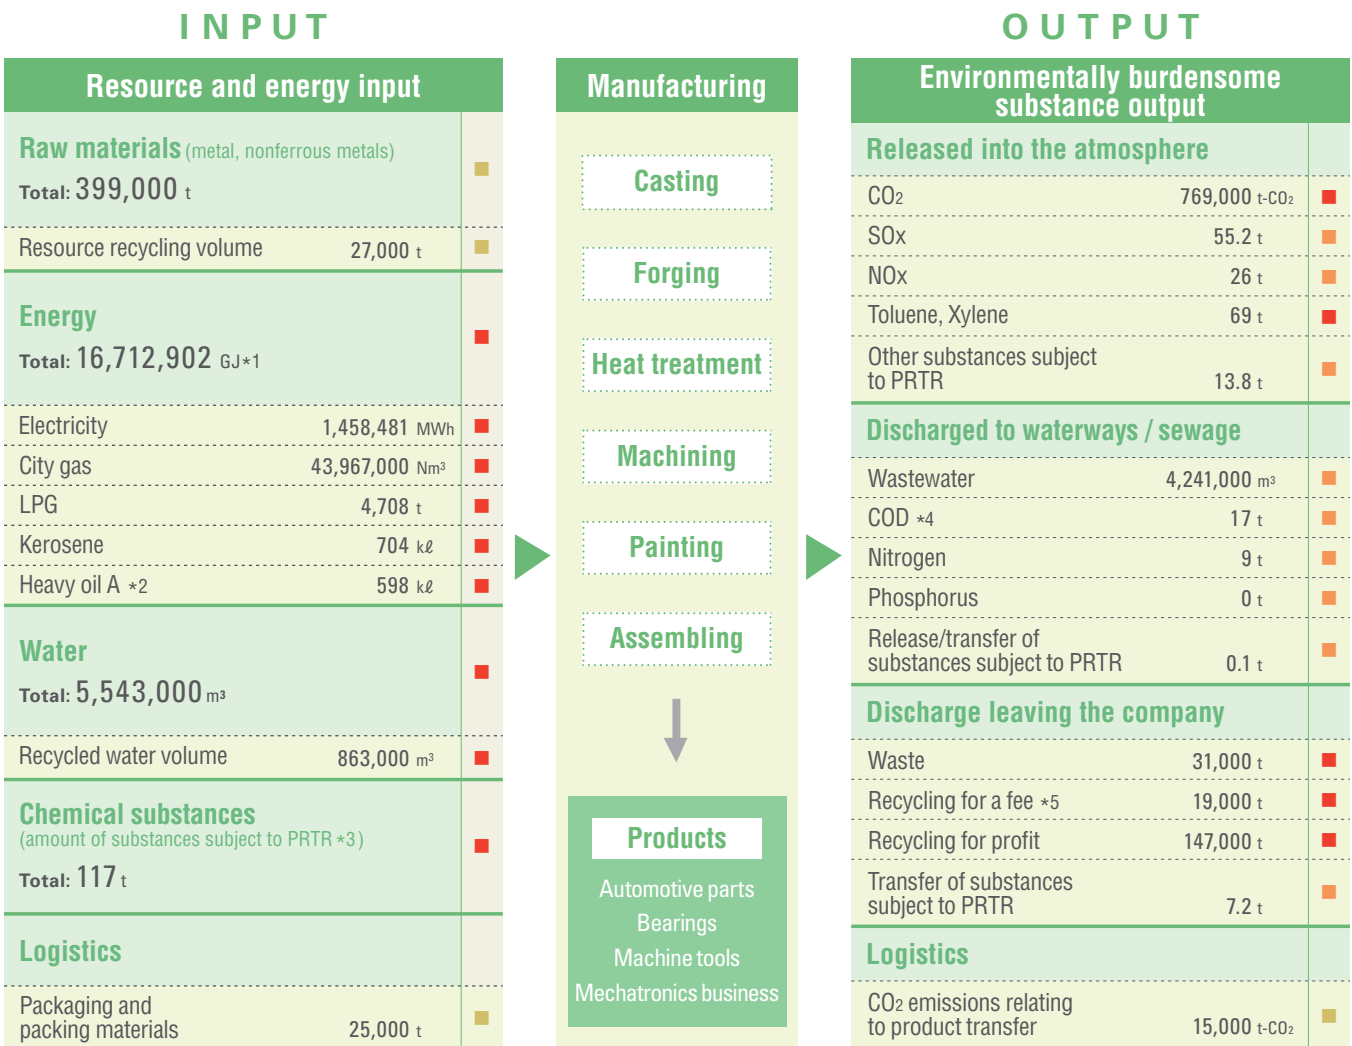 INPUT
Resource and energy input
Raw materials (metal, nonferrous metals)
Total: 399,000 t
Resource recycling volume 27,000 t
Energy
Total: 16,712,902 GJ*1
Electricity 1,458,481 MWh
City gas 43,967,000 Nm³
LPG 4,708 t
Kerosene 704 kℓ
Heavy oil A *2 598 kℓ
Water
Total: 5,543,000 m³
Recycled water volume 863,000 m³
Chemical substances
(amount of substances subject to PRTR *3)
Total: 117 t
Logistics
Packaging and
packing materials 25,000 t
Manufacturing
Casting
Forging
Heat treatment
Machining
Painting
Assembling
Products
Automotive parts
Bearings
Machine tools
Mechatronics business
OUTPUT
Environmentally burdensome
substance output
Released into the atmosphere
CO₂ 769,000 t-CO₂
SOx 55.2 t
NOx 26 t
Toluene, Xylene 69 t
Other substances subject
to PRTR 13.8 t
Discharged to waterways / sewage
Wastewater 4,241,000 m³
COD *4 17 t
Nitrogen 9 t
Phosphorus 0 t
Release/transfer of
substances subject to PRTR 0.1 t
Discharge leaving the company
Waste 31,000 t
Recycling for a fee *5 19,000 t
Recycling for profit 147,000 t
Transfer of substances
subject to PRTR 7.2 t
Logistics
CO₂ emissions relating
to product transfer 15,000 t-CO₂